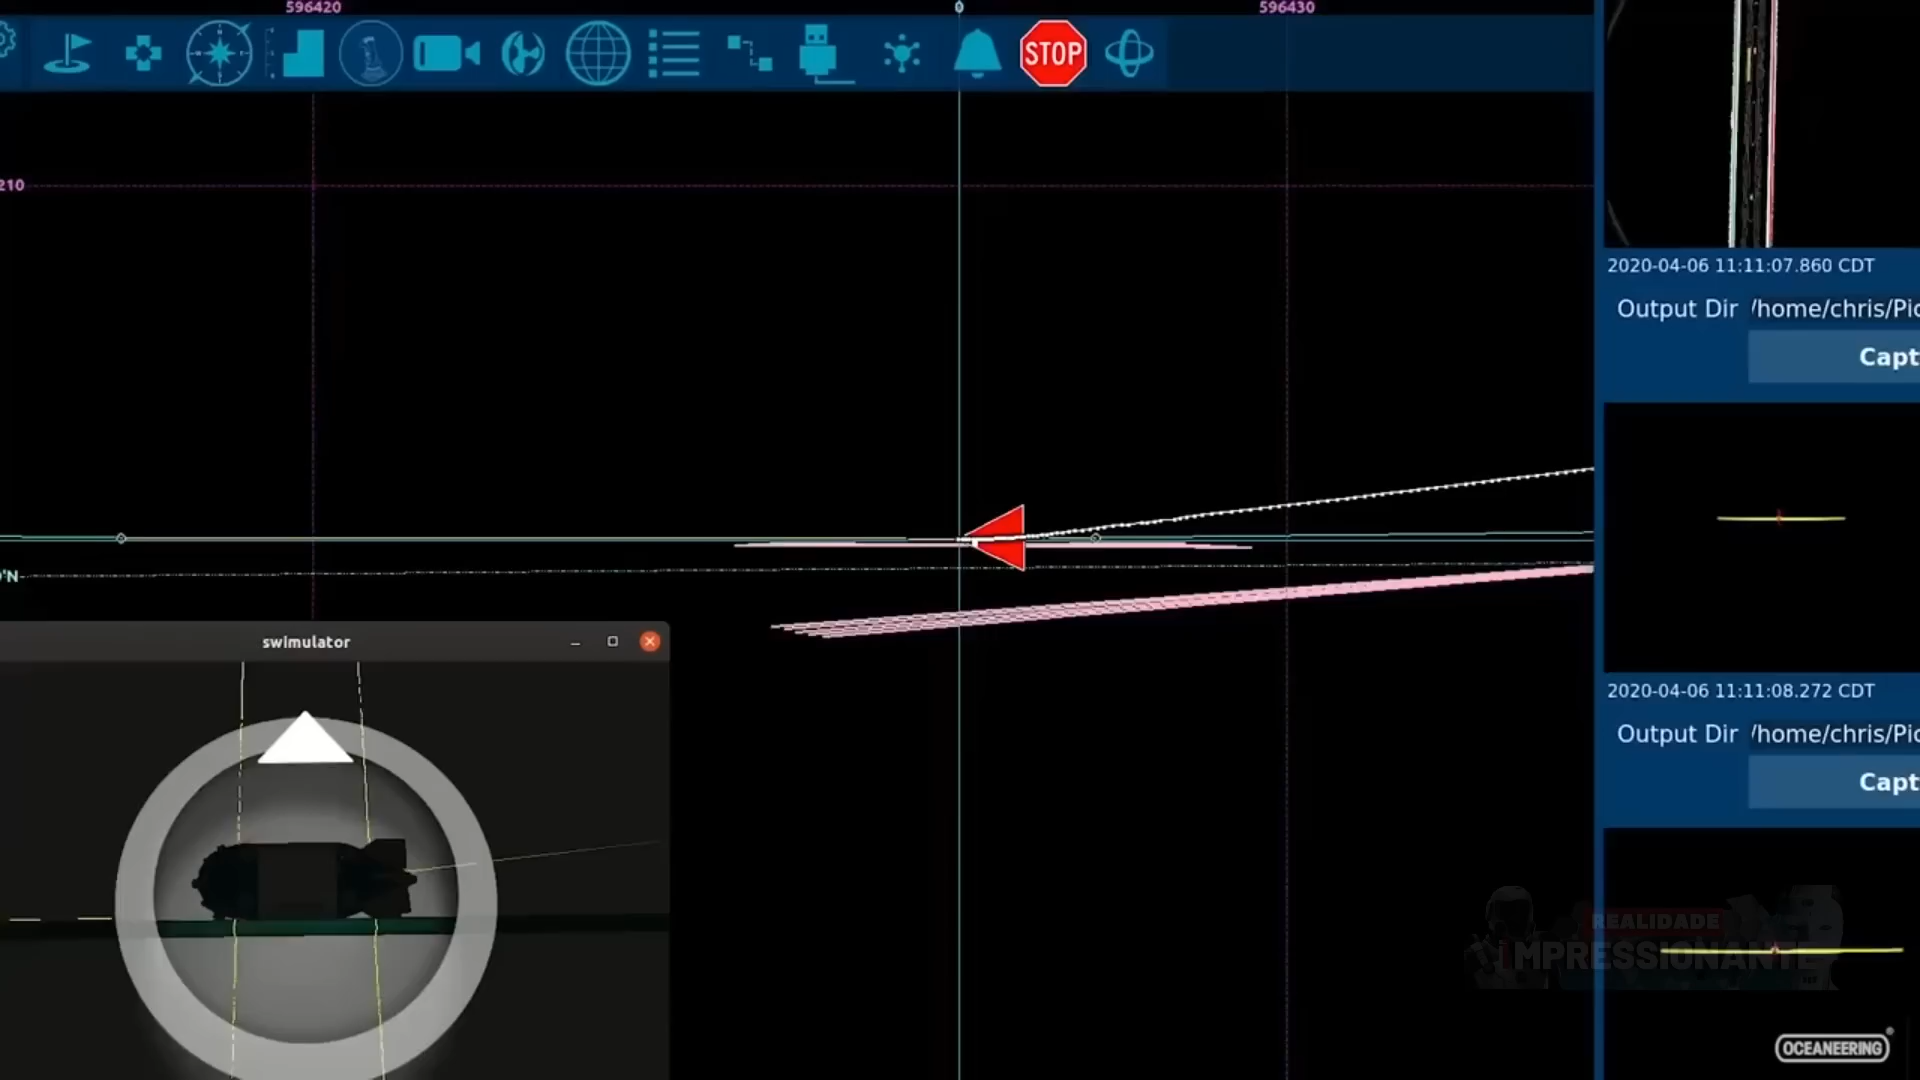 596420
0
596430
STOP
210
'N
2020-04-06 11:11:07.860 CDT
Output Dir /home/chris/Pic
Capt
swimulator
2020-04-06 11:11:08.272 CDT
Output Dir /home/chris/Pic
Capt
REALIDADE
IMPRESSIONANTE
OCEANEERING®